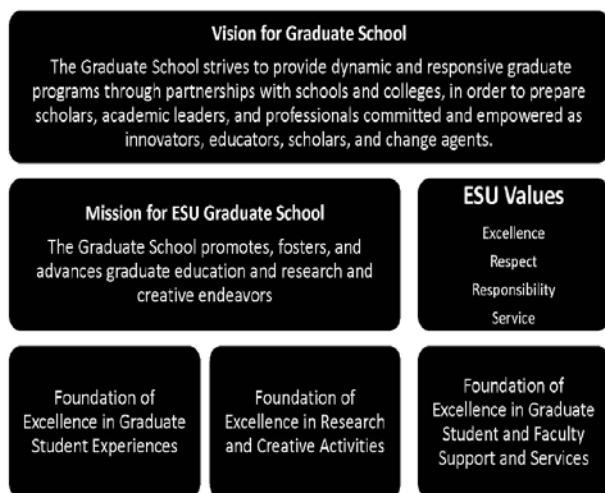 Vision for Graduate School
The Graduate School strives to provide dynamic and responsive graduate
programs through partnerships with schools and colleges, in order to prepare
scholars, academic leaders, and professionals committed and empowered as
innovators, educators, scholars, and change agents.
Mission for ESU Graduate School
The Graduate School promotes, fosters, and
advances graduate education and research and
creative endeavors
ESU Values
Excellence
Respect
Responsibility
Service
Foundation of
Excellence in Graduate
Student Experiences
Foundation of
Excellence in Research
and Creative Activities
Foundation of
Excellence in Graduate
Student and Faculty
Support and Services